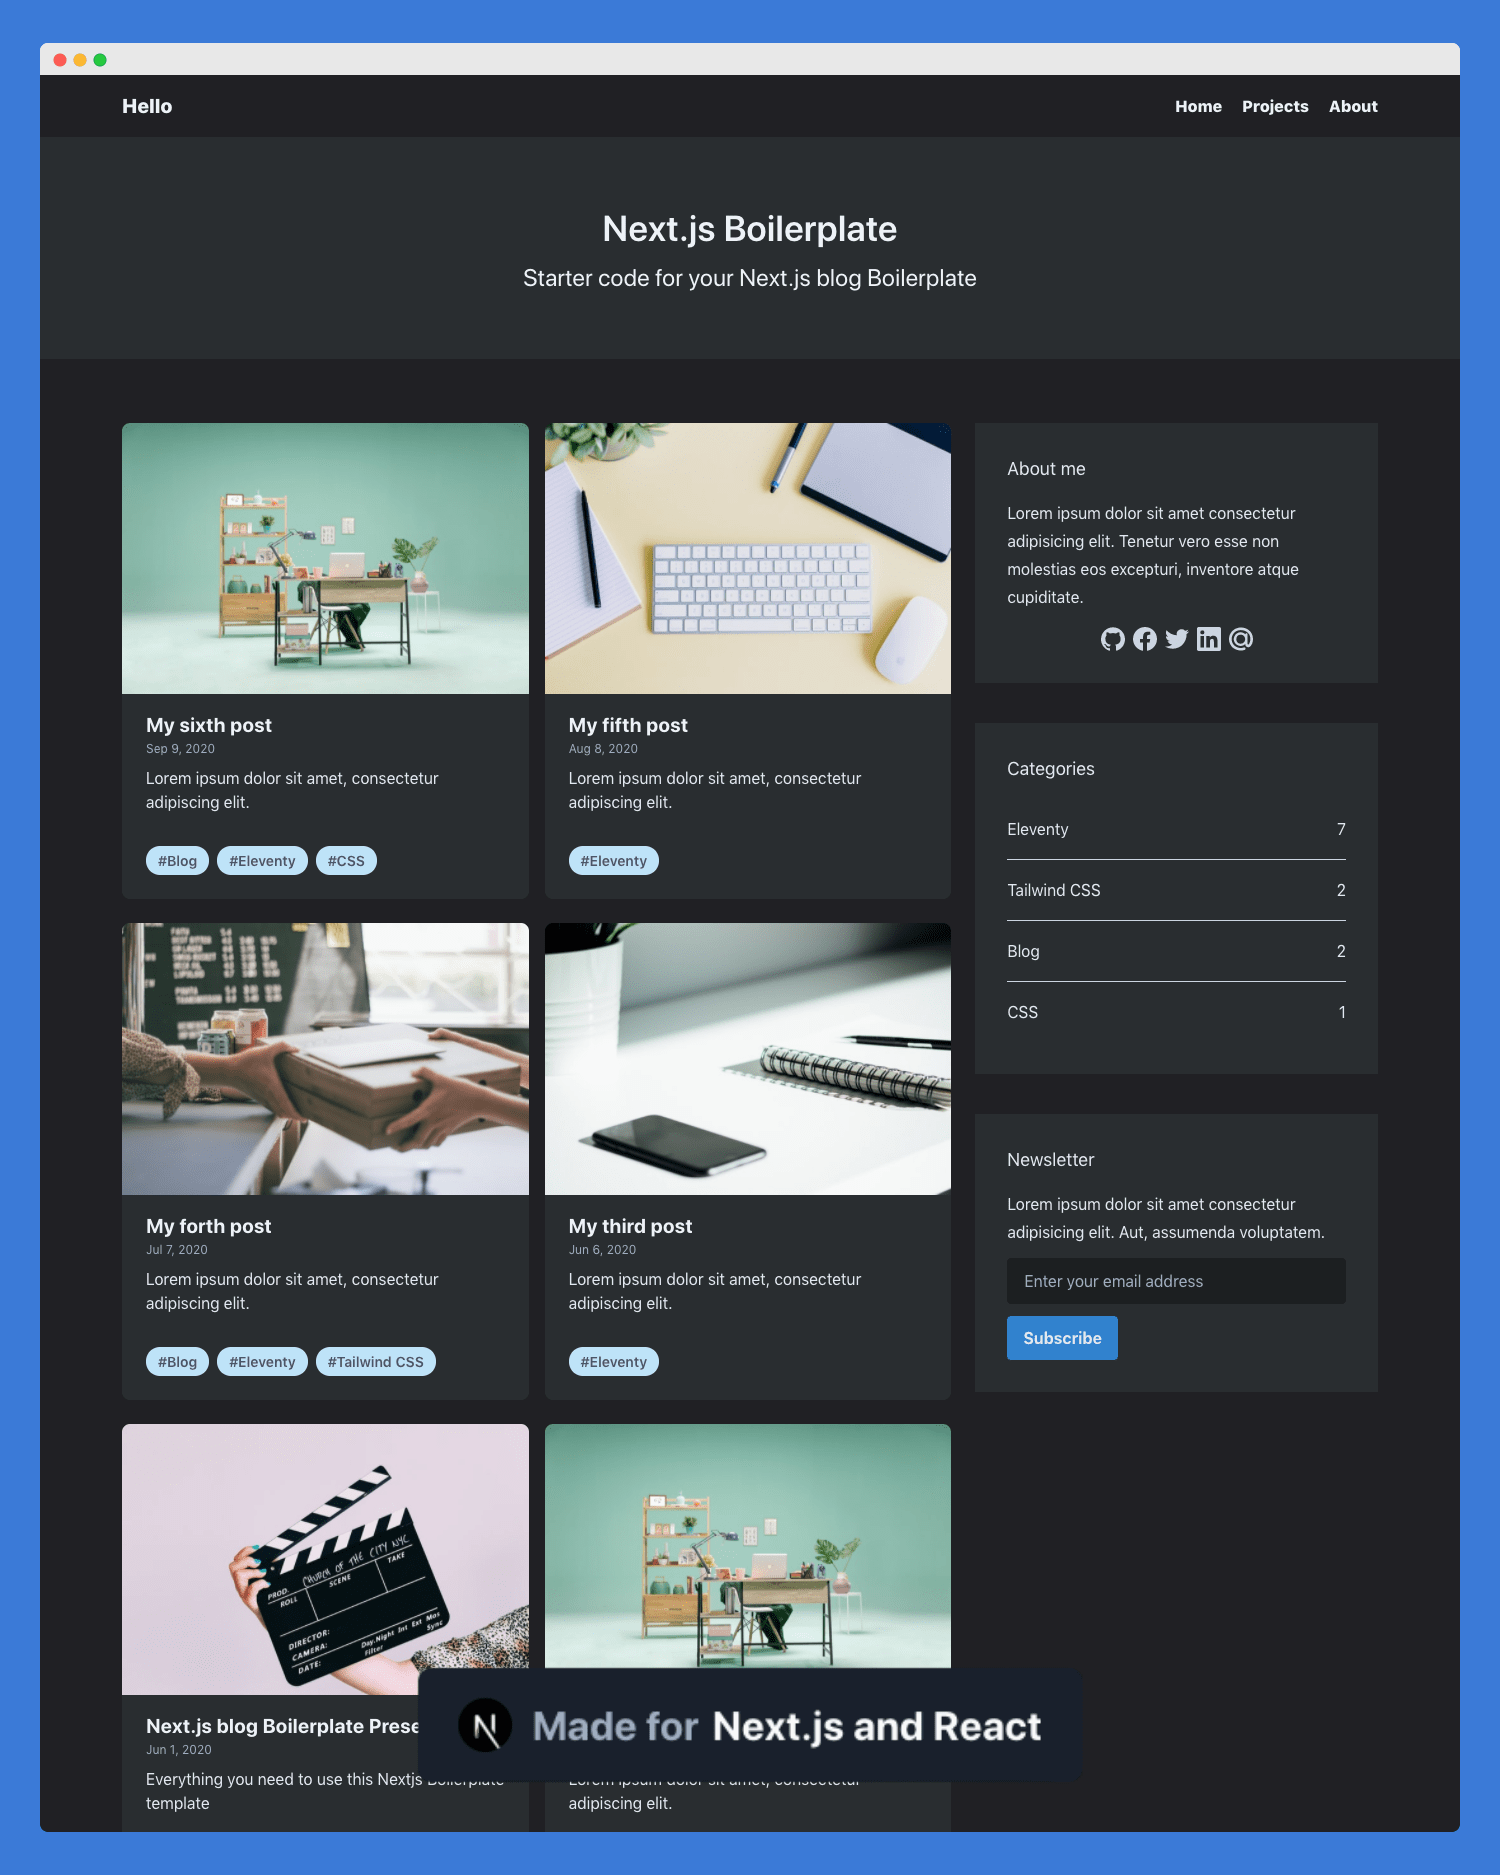 Hello
Home Projects About
Next.js Boilerplate
Starter code for your Next.js blog Boilerplate
My sixth post
Sep 9, 2020
Lorem ipsum dolor sit amet, consectetur
adipiscing elit.
#Blog #Eleventy #CSS
My fifth post
Aug 8, 2020
Lorem ipsum dolor sit amet, consectetur
adipiscing elit.
#Eleventy
My forth post
Jul 7, 2020
Lorem ipsum dolor sit amet, consectetur
adipiscing elit.
#Blog #Eleventy #Tailwind CSS
My third post
Jun 6, 2020
Lorem ipsum dolor sit amet, consectetur
adipiscing elit.
#Eleventy
PROD. CHURCH OF THE CITY NYC
ROLL SCENE TAKE
DIRECTOR:
CAMERA:
DATE:
Day-Night Int Ext Mos
Filter Sync
Next.js blog Boilerplate Prese
Jun 1, 2020
Everything you need to use this Nextjs Boilerplate
template
Lorem ipsum dolor sit amet, consectetur
adipiscing elit.
About me
Lorem ipsum dolor sit amet consectetur
adipisicing elit. Tenetur vero esse non
molestias eos excepturi, inventore atque
cupiditate.
Categories
Eleventy 7
Tailwind CSS 2
Blog 2
CSS 1
Newsletter
Lorem ipsum dolor sit amet consectetur
adipisicing elit. Aut, assumenda voluptatem.
Enter your email address
Subscribe
Made for Next.js and React